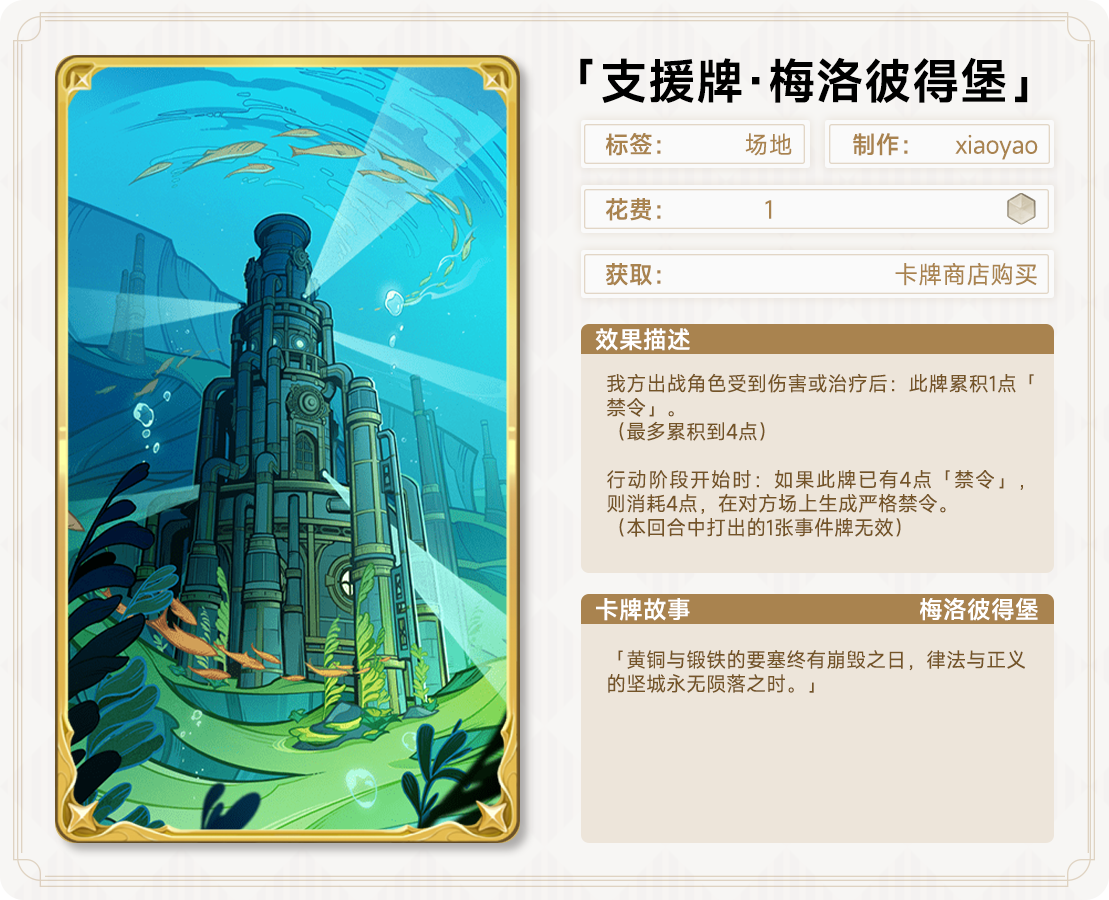 「支援牌·梅洛彼得堡」
标签： 场地 制作： xiaoyao
花费： 1
获取： 卡牌商店购买
效果描述
我方出战角色受到伤害或治疗后：此牌累积1点「
禁令」。
（最多累积到4点）
行动阶段开始时：如果此牌已有4点「禁令」，
则消耗4点，在对方场上生成严格禁令。
（本回合中打出的1张事件牌无效）
卡牌故事 梅洛彼得堡
「黄铜与锻铁的要塞终有崩毁之日，律法与正义
的坚城永无陨落之时。」